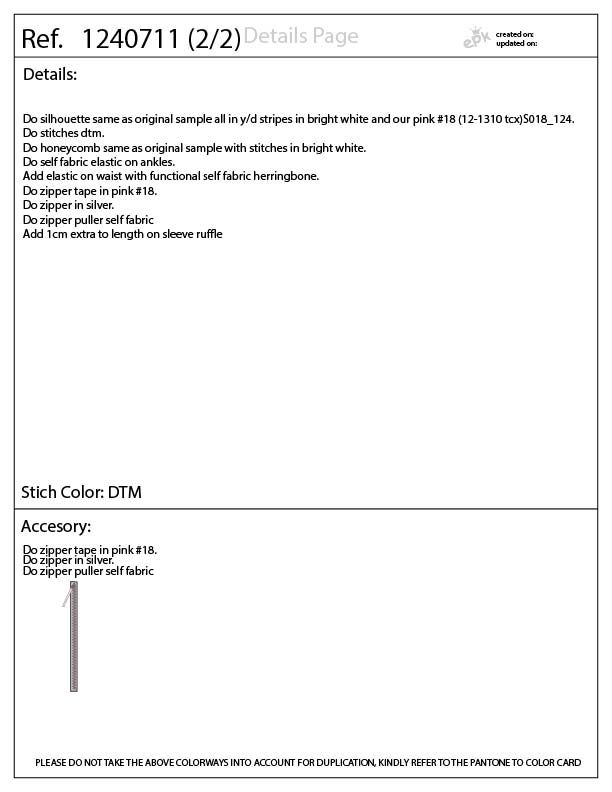 Ref. 1240711 (2/2) Details Page
epk
created on:
updated on:
Details:
Do silhouette same as original sample all in y/d stripes in bright white and our pink #18 (12-1310 tcx)S018_124.
Do stitches dtm.
Do honeycomb same as original sample with stitches in bright white.
Do self fabric elastic on ankles.
Add elastic on waist with functional self fabric herringbone.
Do zipper tape in pink #18.
Do zipper in silver.
Do zipper puller self fabric
Add 1cm extra to length on sleeve ruffle
Stich Color: DTM
Accesory:
Do zipper tape in pink #18.
Do zipper in silver.
Do zipper puller self fabric
PLEASE DO NOT TAKE THE ABOVE COLORWAYS INTO ACCOUNT FOR DUPLICATION, KINDLY REFER TO THE PANTONE TO COLOR CARD